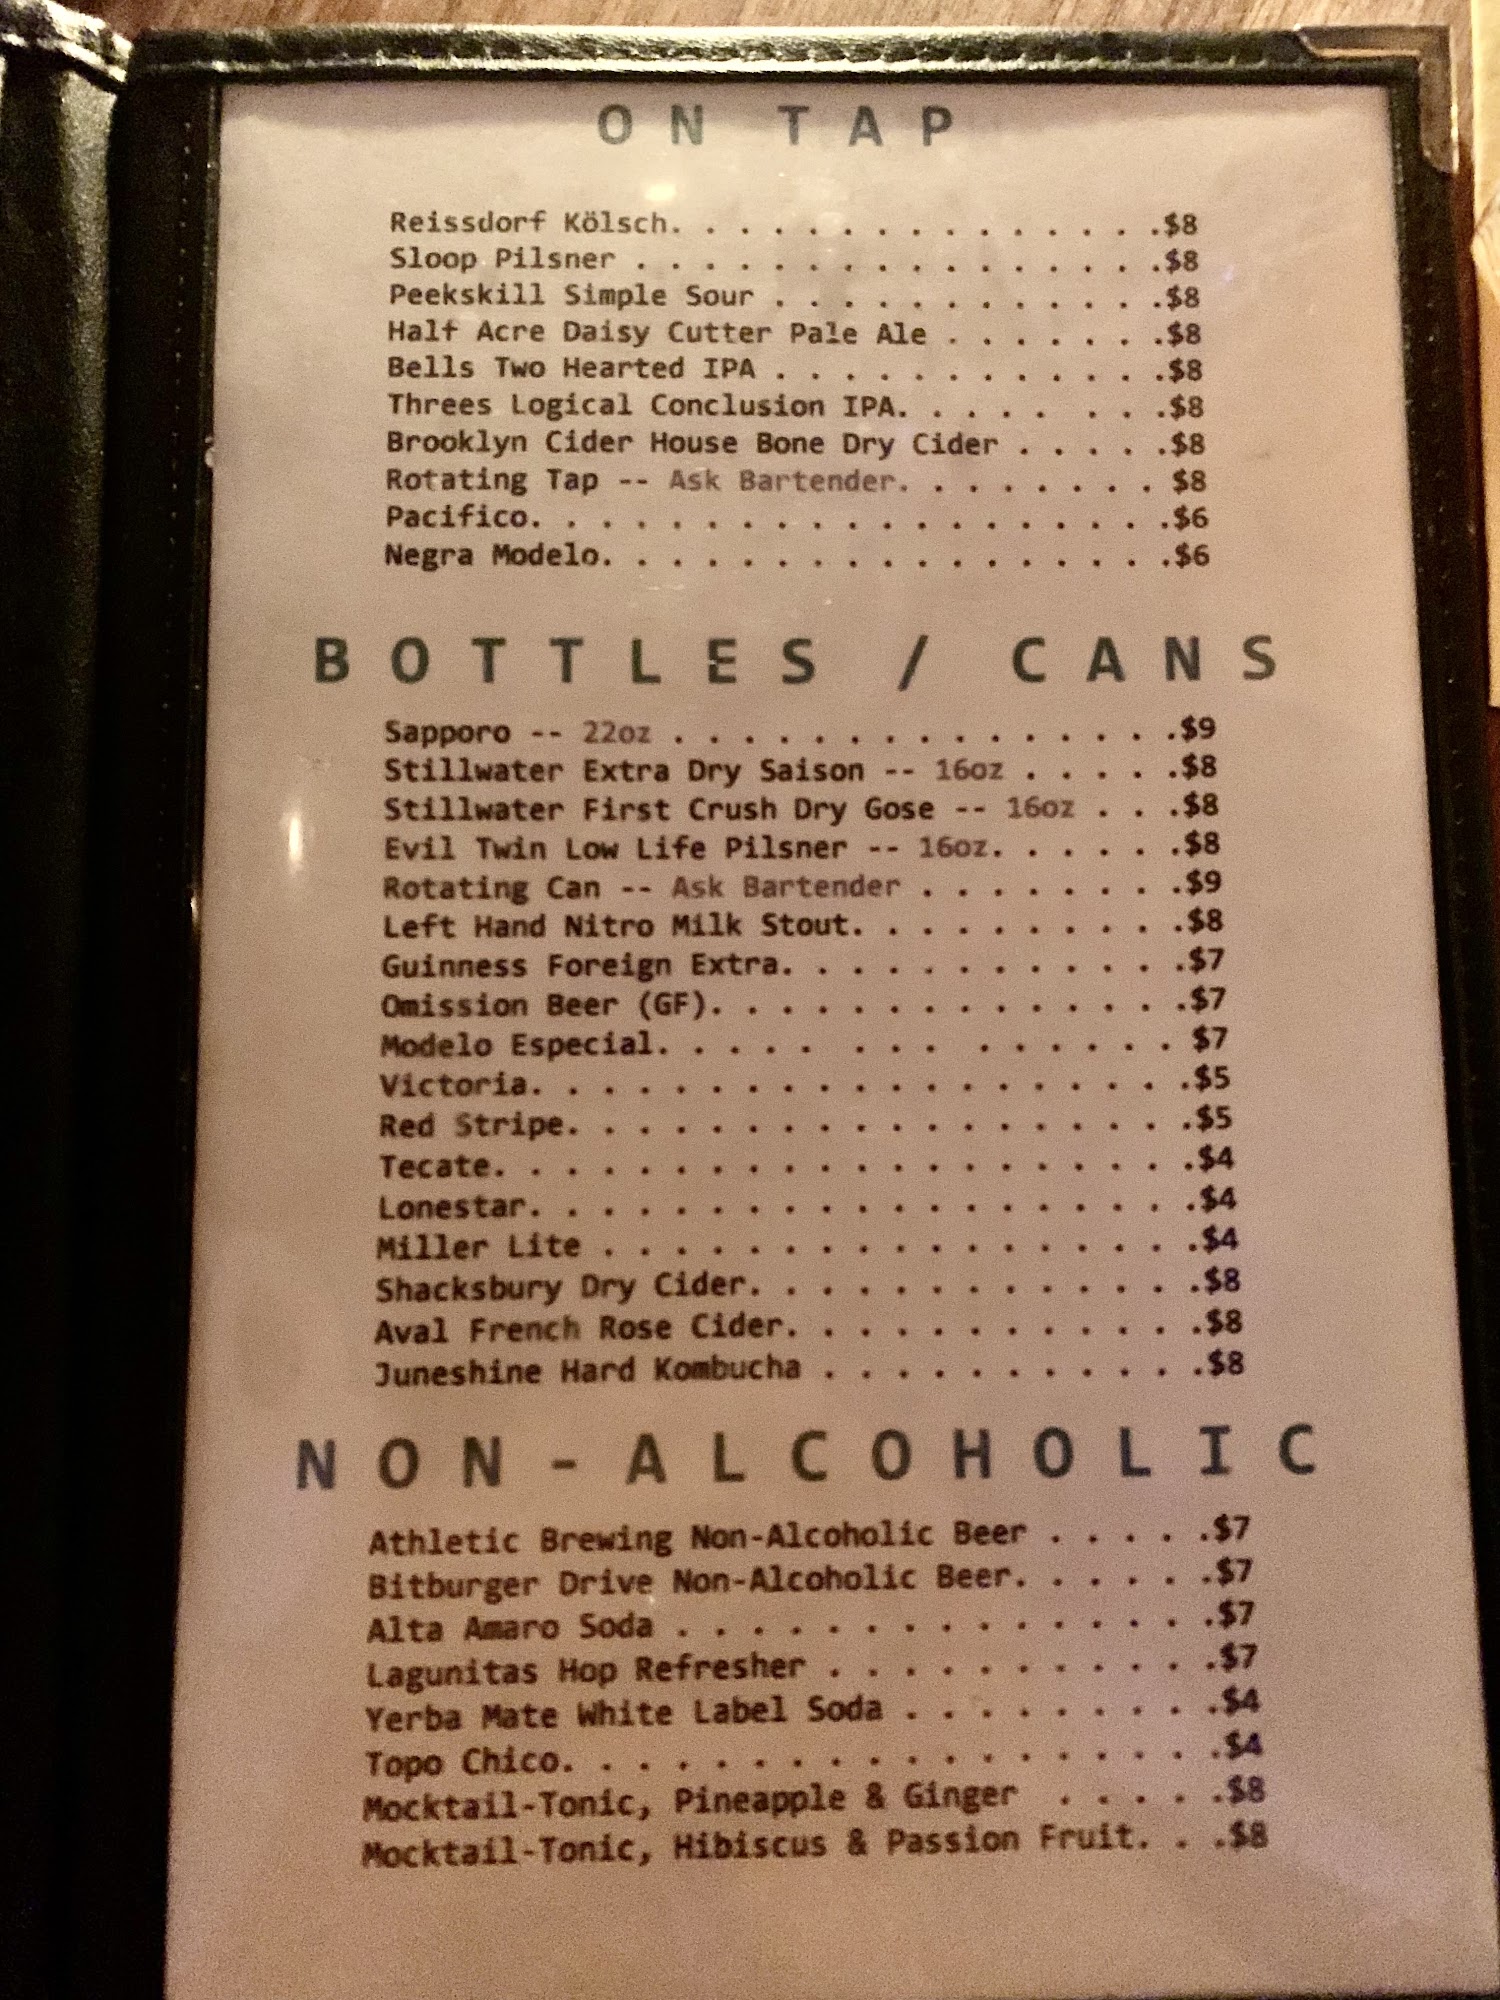 ON TAP
Reissdorf Kölsch. . . . . . . . . . . . . . .$8
Sloop Pilsner . . . . . . . . . . . . . . . .$8
Peekskill Simple Sour . . . . . . . . . . . .$8
Half Acre Daisy Cutter Pale Ale . . . . . . .$8
Bells Two Hearted IPA . . . . . . . . . . . .$8
Threes Logical Conclusion IPA. . . . . . . .$8
Brooklyn Cider House Bone Dry Cider . . . . .$8
Rotating Tap -- Ask Bartender. . . . . . . . $8
Pacifico. . . . . . . . . . . . . . . . . . .$6
Negra Modelo. . . . . . . . . . . . . . . . .$6
BOTTLES / CANS
Sapporo -- 22oz . . . . . . . . . . . . . . .$9
Stillwater Extra Dry Saison -- 16oz . . . . .$8
Stillwater First Crush Dry Gose -- 16oz . . .$8
Evil Twin Low Life Pilsner -- 16oz. . . . . .$8
Rotating Can -- Ask Bartender . . . . . . . .$9
Left Hand Nitro Milk Stout. . . . . . . . . .$8
Guinness Foreign Extra. . . . . . . . . . . .$7
Omission Beer (GF). . . . . . . . . . . . . .$7
Modelo Especial. . . . . . . . . . . . . . . $7
Victoria. . . . . . . . . . . . . . . . . . .$5
Red Stripe. . . . . . . . . . . . . . . . . .$5
Tecate. . . . . . . . . . . . . . . . . . . .$4
Lonestar. . . . . . . . . . . . . . . . . . .$4
Miller Lite . . . . . . . . . . . . . . . . .$4
Shacksbury Dry Cider. . . . . . . . . . . . .$8
Aval French Rose Cider. . . . . . . . . . . .$8
Juneshine Hard Kombucha . . . . . . . . . . .$8
NON-ALCOHOLIC
Athletic Brewing Non-Alcoholic Beer . . . . .$7
Bitburger Drive Non-Alcoholic Beer. . . . . .$7
Alta Amaro Soda . . . . . . . . . . . . . . .$7
Lagunitas Hop Refresher . . . . . . . . . . .$7
Yerba Mate White Label Soda . . . . . . . . .$4
Topo Chico. . . . . . . . . . . . . . . . . .$4
Mocktail-Tonic, Pineapple & Ginger . . . . .$8
Mocktail-Tonic, Hibiscus & Passion Fruit. . .$8